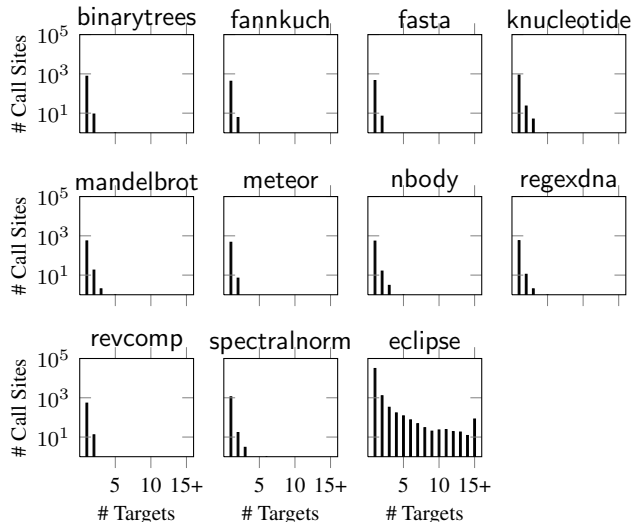 binarytrees fannkuch fasta knucleotide
10^5
10^3
10^1
# Call Sites
mandelbrot meteor nbody regexdna
10^5
10^3
10^1
# Call Sites
revcomp spectralnorm eclipse
10^5
10^3
10^1
# Call Sites
5 10 15+ 5 10 15+ 5 10 15+
# Targets # Targets # Targets